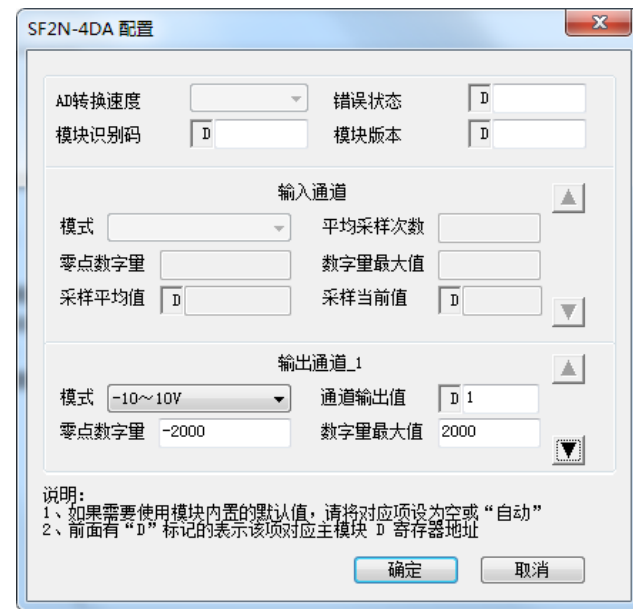 SF2N-4DA 配置
AD转换速度 错误状态 D
模块识别码 D 模块版本 D
输入通道
模式 平均采样次数
零点数字量 数字量最大值
采样平均值 D 采样当前值 D
输出通道_1
模式 -10～10V 通道输出值 D 1
零点数字量 -2000 数字量最大值 2000
说明:
1、如果需要使用模块内置的默认值，请将对应项设为空或“自动”
2、前面有“D”标记的表示该项对应主模块 D 寄存器地址
确定 取消